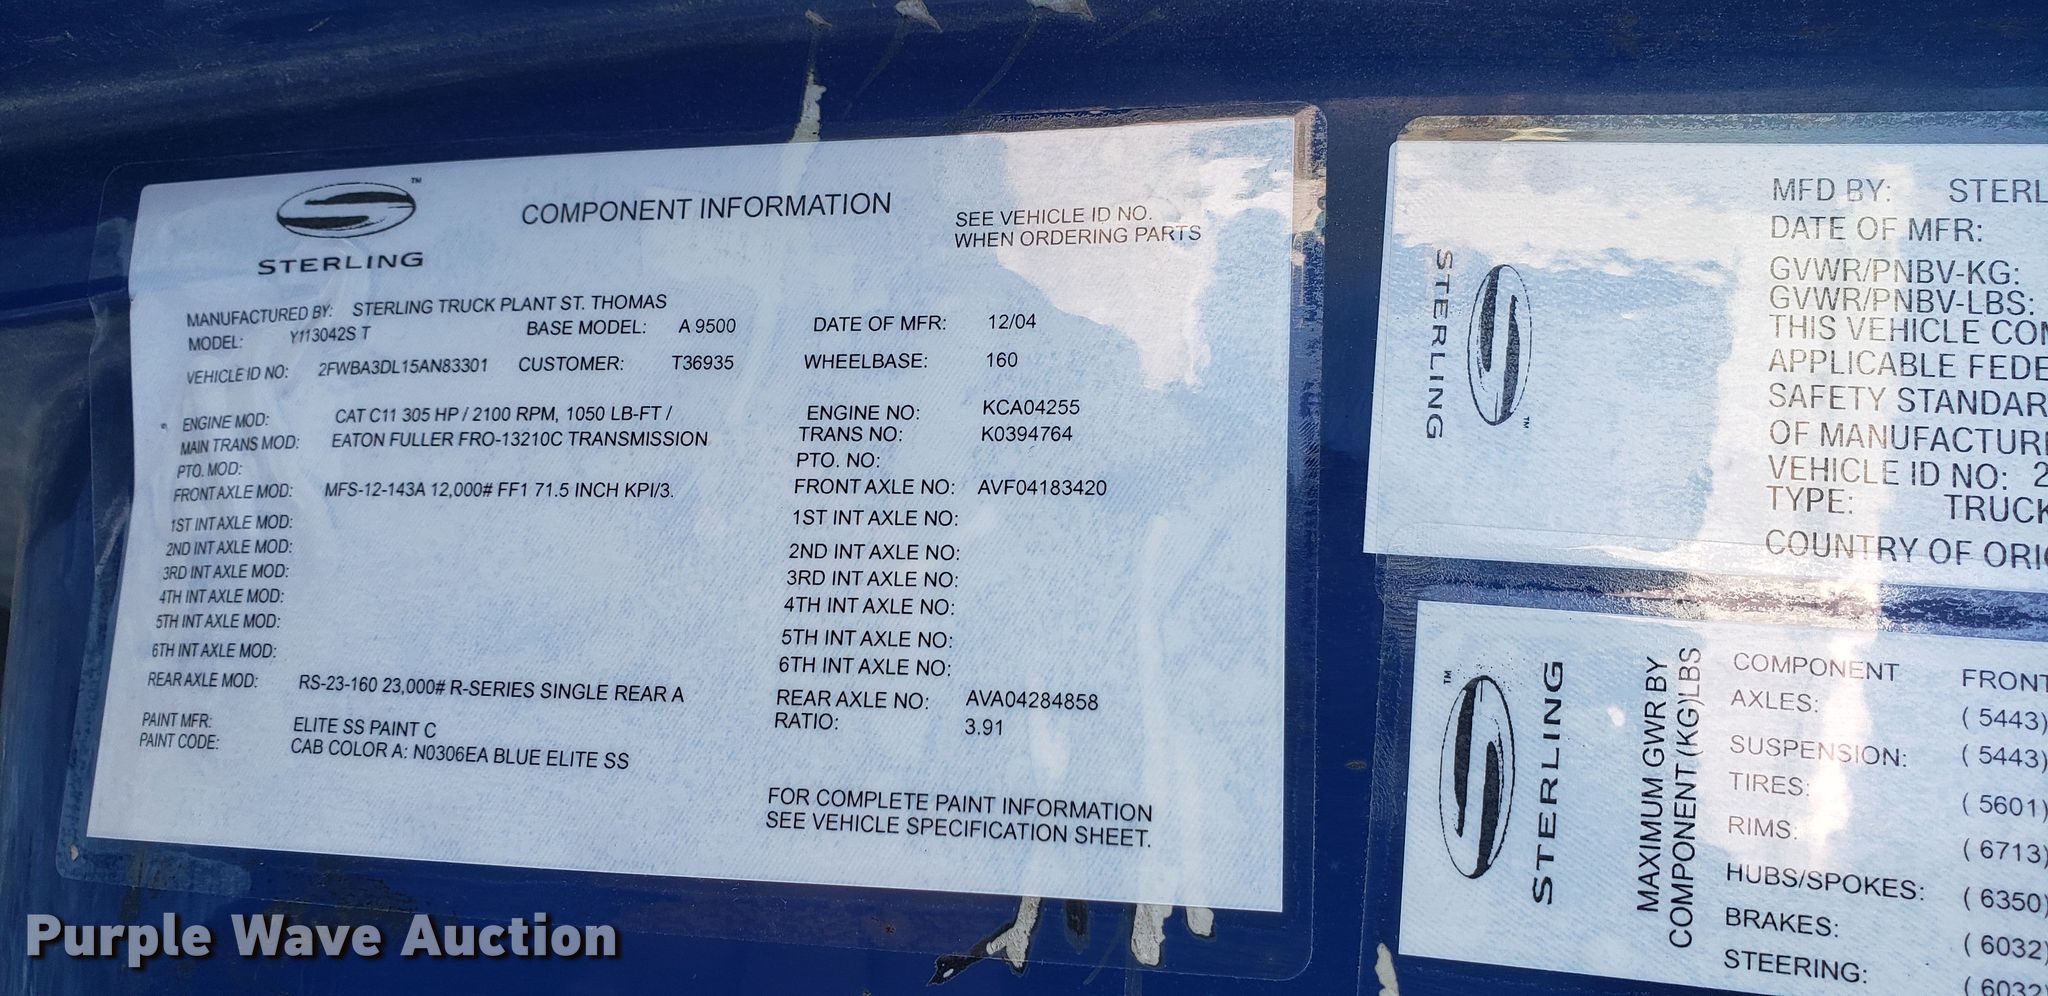 STERLING
™
COMPONENT INFORMATION
SEE VEHICLE ID NO.
WHEN ORDERING PARTS
MANUFACTURED BY: STERLING TRUCK PLANT ST. THOMAS
MODEL: Y113042S T BASE MODEL: A 9500 DATE OF MFR: 12/04
VEHICLE ID NO: 2FWBA3DL15AN83301 CUSTOMER: T36935 WHEELBASE: 160
ENGINE MOD: CAT C11 305 HP / 2100 RPM, 1050 LB-FT / ENGINE NO: KCA04255
MAIN TRANS MOD: EATON FULLER FRO-13210C TRANSMISSION TRANS NO: K0394764
PTO. MOD: PTO. NO:
FRONT AXLE MOD: MFS-12-143A 12,000# FF1 71.5 INCH KPI/3. FRONT AXLE NO: AVF04183420
1ST INT AXLE MOD: 1ST INT AXLE NO:
2ND INT AXLE MOD: 2ND INT AXLE NO:
3RD INT AXLE MOD: 3RD INT AXLE NO:
4TH INT AXLE MOD: 4TH INT AXLE NO:
5TH INT AXLE MOD: 5TH INT AXLE NO:
6TH INT AXLE MOD: 6TH INT AXLE NO:
REAR AXLE MOD: RS-23-160 23,000# R-SERIES SINGLE REAR A REAR AXLE NO: AVA04284858
RATIO: 3.91
PAINT MFR: ELITE SS PAINT C
PAINT CODE: CAB COLOR A: N0306EA BLUE ELITE SS
FOR COMPLETE PAINT INFORMATION
SEE VEHICLE SPECIFICATION SHEET.
STERLING
™
MFD BY: STERL
DATE OF MFR:
GVWR/PNBV-KG:
GVWR/PNBV-LBS:
THIS VEHICLE CON
APPLICABLE FEDE
SAFETY STANDAR
OF MANUFACTUR
VEHICLE ID NO: 2
TYPE: TRUCK
COUNTRY OF ORI
™
STERLING
MAXIMUM GWR BY
COMPONENT (KG)LBS
COMPONENT FRONT
AXLES: ( 5443)
SUSPENSION: ( 5443)
TIRES: ( 5601)
RIMS: ( 6713)
HUBS/SPOKES: ( 6350)
BRAKES: ( 6032)
STEERING: ( 6032)
Purple Wave Auction